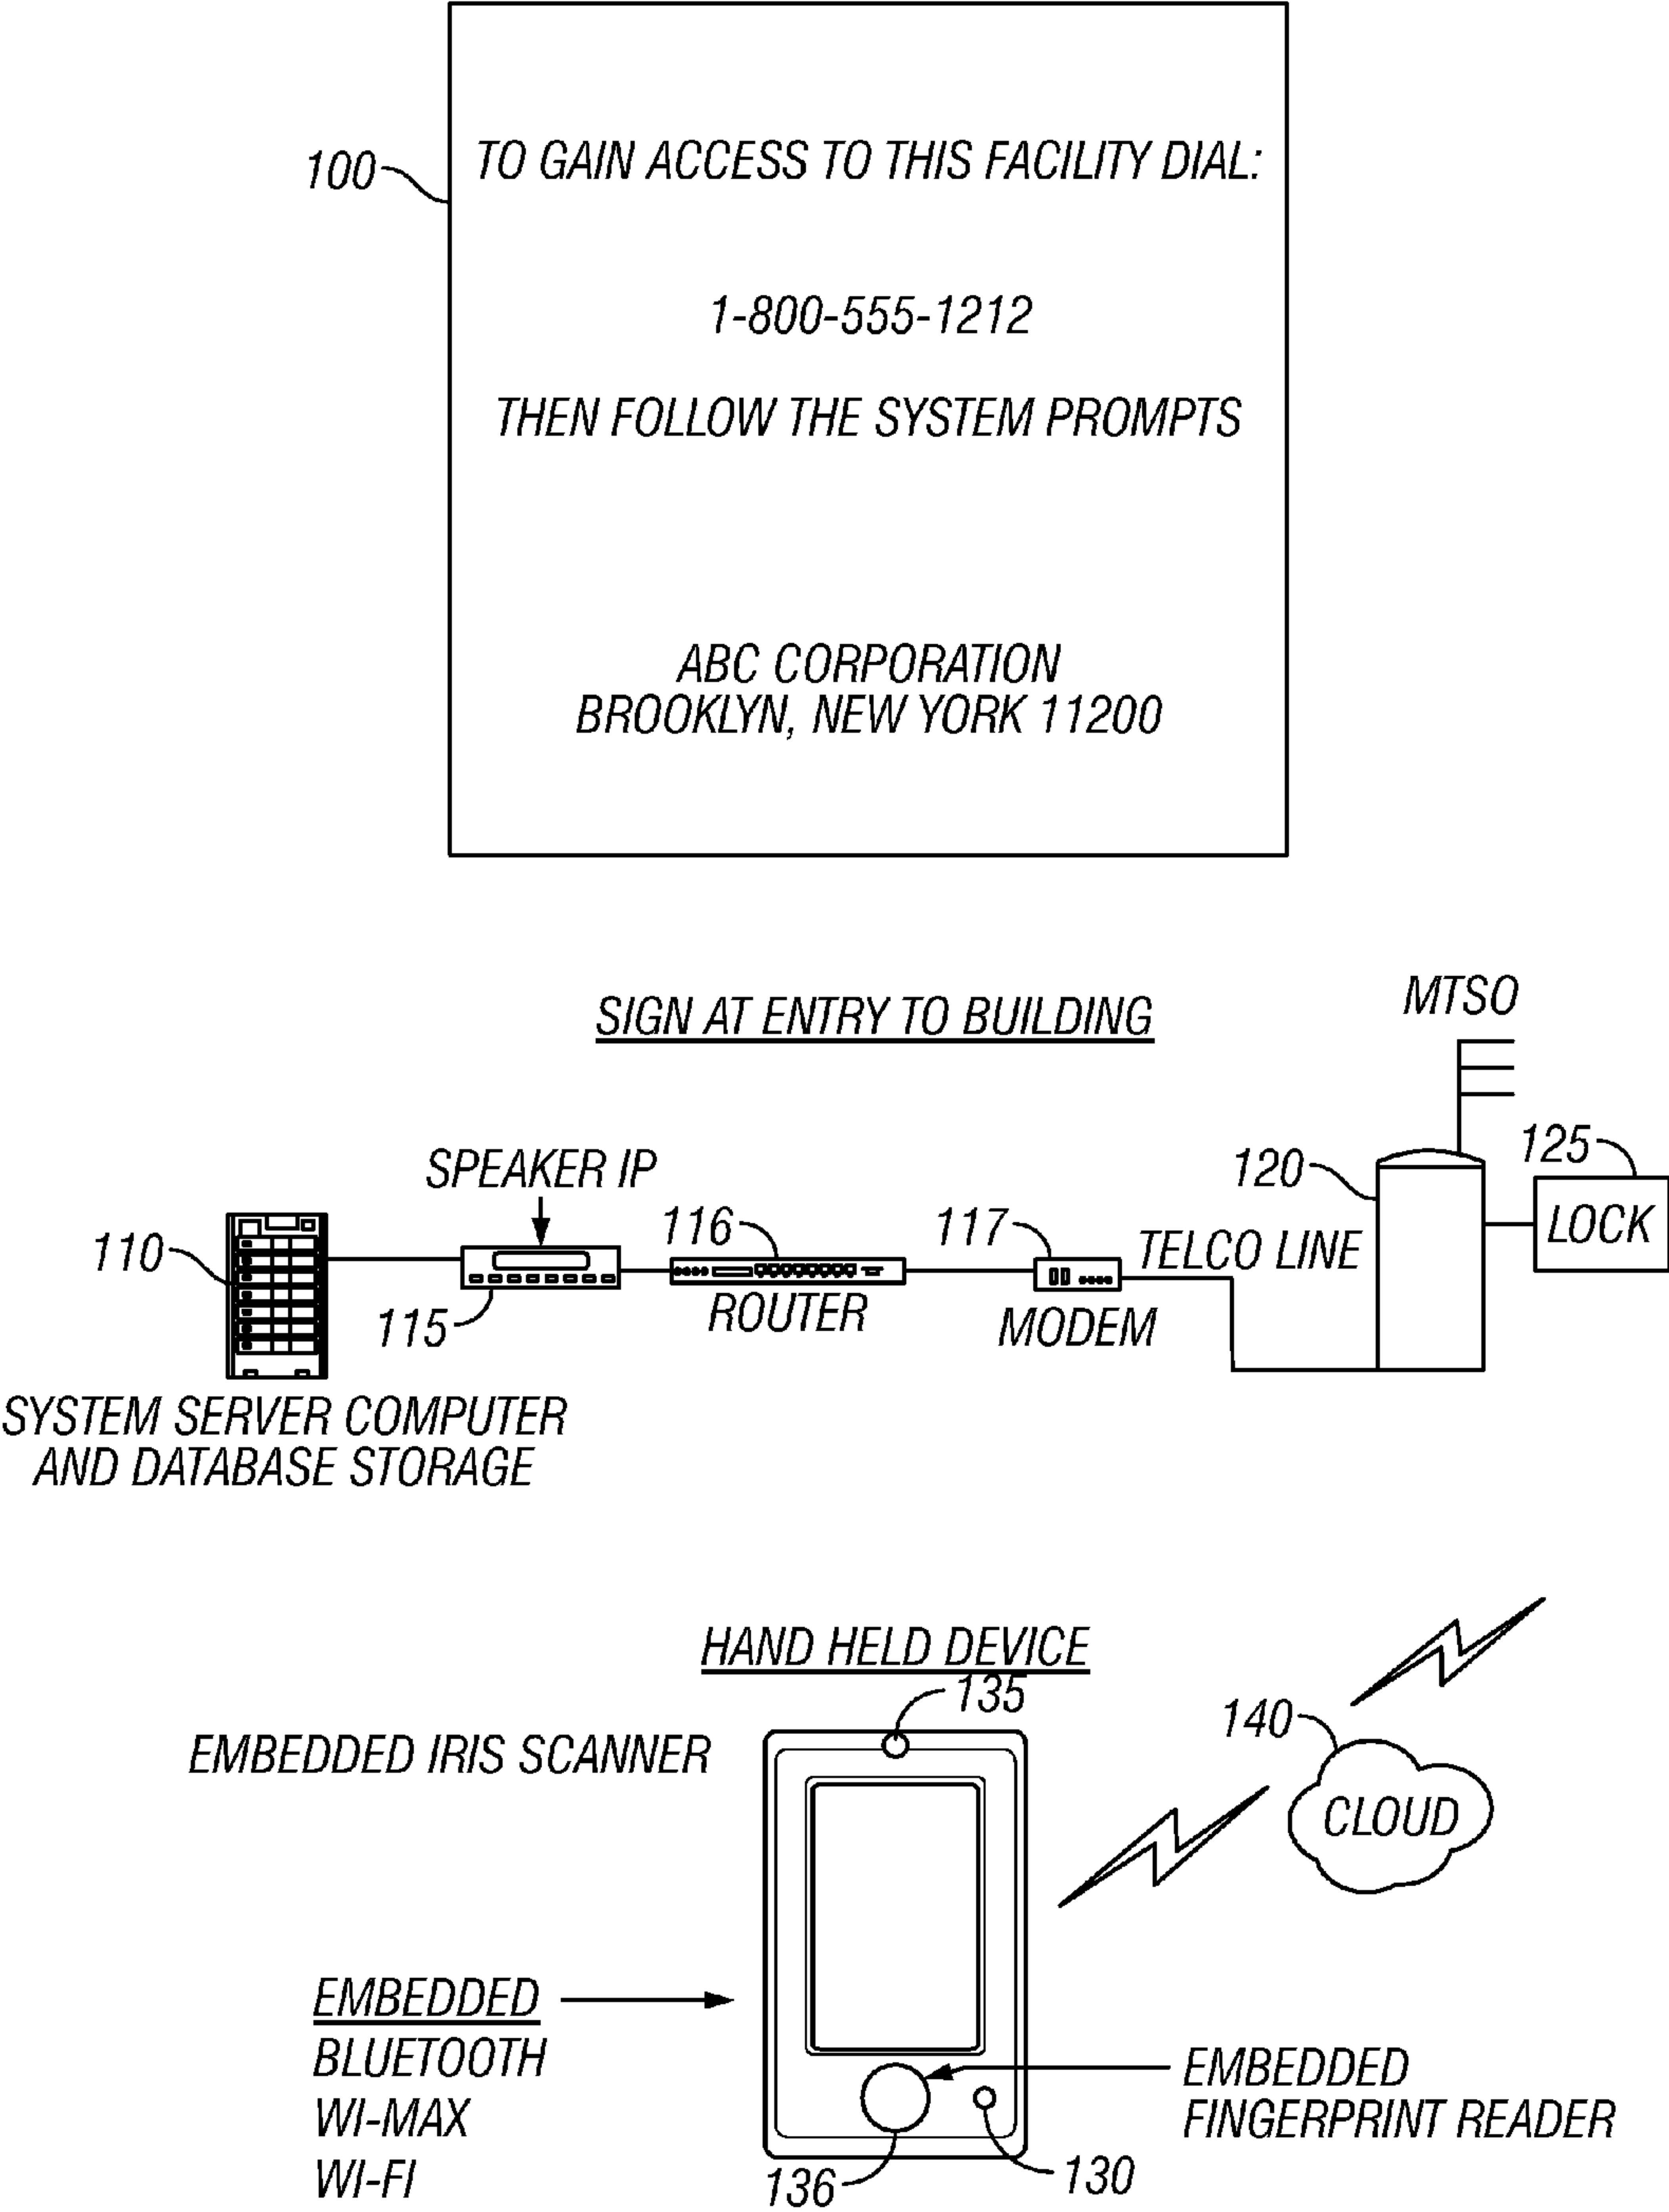 100
TO GAIN ACCESS TO THIS FACILITY DIAL:
1-800-555-1212
THEN FOLLOW THE SYSTEM PROMPTS
ABC CORPORATION
BROOKLYN, NEW YORK 11200
SIGN AT ENTRY TO BUILDING
MTSO
SPEAKER IP
110
115
116
ROUTER
117
MODEM
TELCO LINE
120
125
LOCK
SYSTEM SERVER COMPUTER
AND DATABASE STORAGE
HAND HELD DEVICE
135
EMBEDDED IRIS SCANNER
140
CLOUD
EMBEDDED
BLUETOOTH
WI-MAX
WI-FI
EMBEDDED
FINGERPRINT READER
136
130